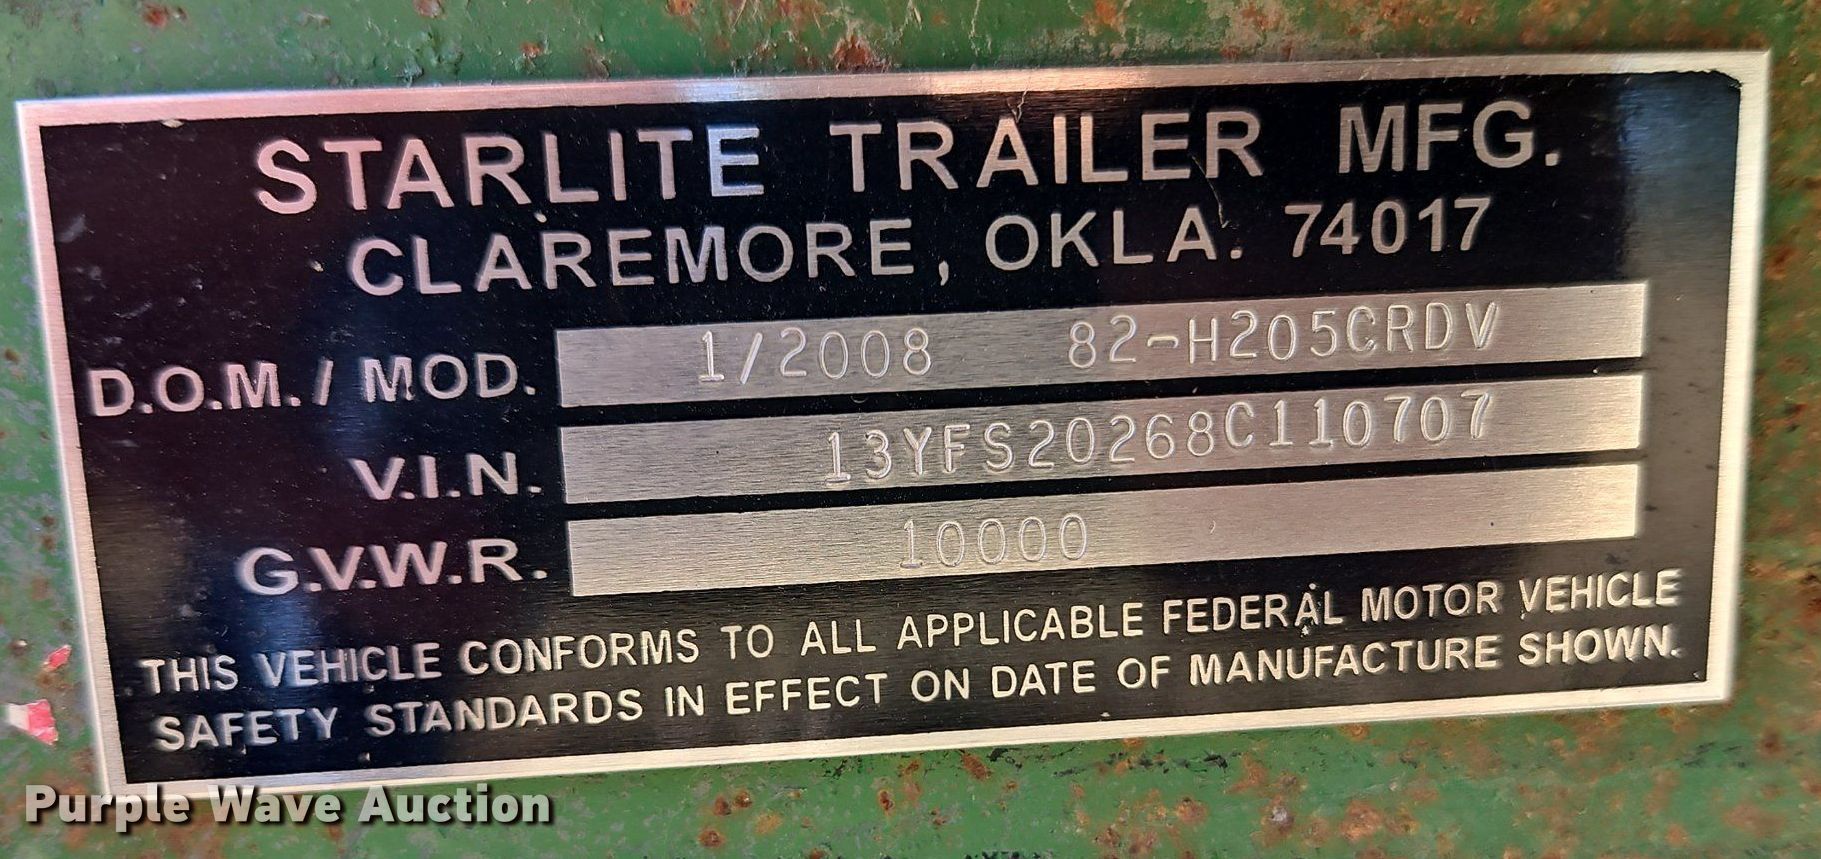 STARLITE TRAILER MFG.
CLAREMORE, OKLA. 74017
D.O.M. / MOD. 1/2008 82-H205CRDV
V.I.N. 13YFS20268C110707
G.V.W.R. 10000
THIS VEHICLE CONFORMS TO ALL APPLICABLE FEDERAL MOTOR VEHICLE
SAFETY STANDARDS IN EFFECT ON DATE OF MANUFACTURE SHOWN.
Purple Wave Auction